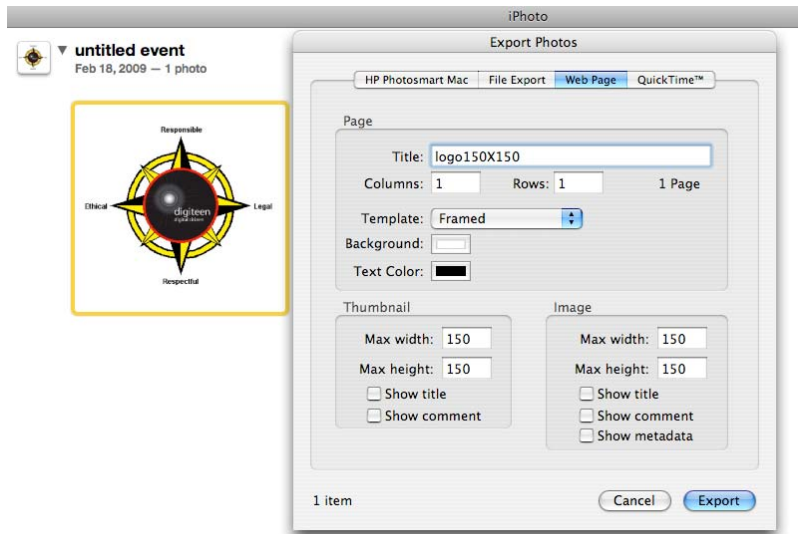 iPhoto
untitled event
Feb 18, 2009 — 1 photo
Responsible
Ethical
digiteen
digital citizen
Legal
Respectful
Export Photos
HP Photosmart Mac File Export Web Page QuickTime™
Page
Title: logo150X150
Columns: 1 Rows: 1 1 Page
Template: Framed
Background:
Text Color:
Thumbnail
Max width: 150
Max height: 150
Show title
Show comment
Image
Max width: 150
Max height: 150
Show title
Show comment
Show metadata
1 item
Cancel Export